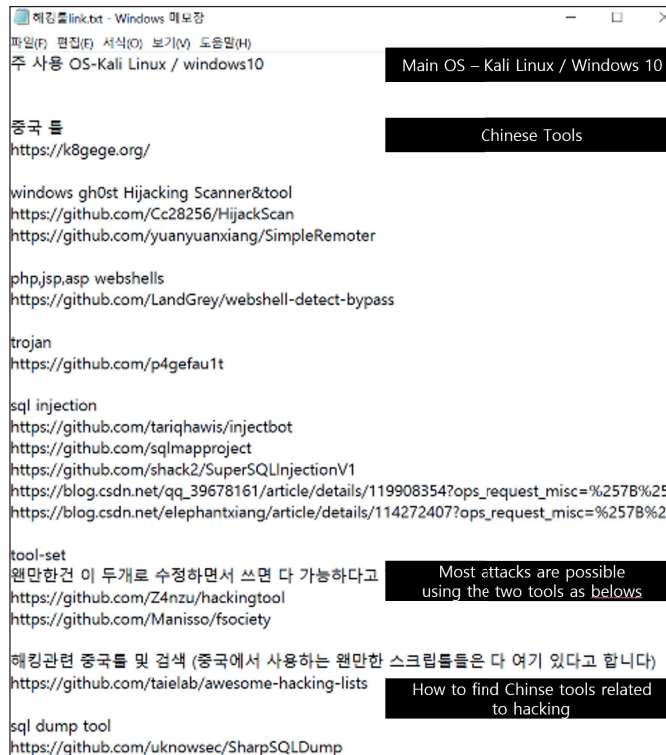 해킹툴link.txt - Windows 메모장
파일(F) 편집(E) 서식(O) 보기(V) 도움말(H)
주 사용 OS-Kali Linux / windows10
Main OS – Kali Linux / Windows 10
중국 툴
Chinese Tools
https://k8gege.org/
windows gh0st Hijacking Scanner&tool
https://github.com/Cc28256/HijackScan
https://github.com/yuanyuanxiang/SimpleRemoter
php,jsp,asp webshells
https://github.com/LandGrey/webshell-detect-bypass
trojan
https://github.com/p4gefau1t
sql injection
https://github.com/tariqhawis/injectbot
https://github.com/sqlmapproject
https://github.com/shack2/SuperSQLInjectionV1
https://blog.csdn.net/qq_39678161/article/details/119908354?ops_request_misc=%257B%25
https://blog.csdn.net/elephantxiang/article/details/114272407?ops_request_misc=%257B%2
tool-set
왠만한건 이 두개로 수정하면서 쓰면 다 가능하다고
Most attacks are possible
using the two tools as belows
https://github.com/Z4nzu/hackingtool
https://github.com/Manisso/fsociety
해킹관련 중국툴 및 검색 (중국에서 사용하는 왠만한 스크립툴들은 다 여기 있다고 합니다)
https://github.com/taielab/awesome-hacking-lists
How to find Chinse tools related
to hacking
sql dump tool
https://github.com/uknowsec/SharpSQLDump